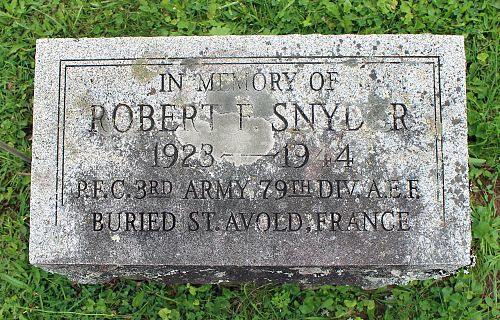 IN MEMORY OF
ROBERT F. SNYDER
1923 — 1944
P.F.C. 3RD ARMY, 79TH DIV. A.E.F.
BURIED ST. AVOLD, FRANCE